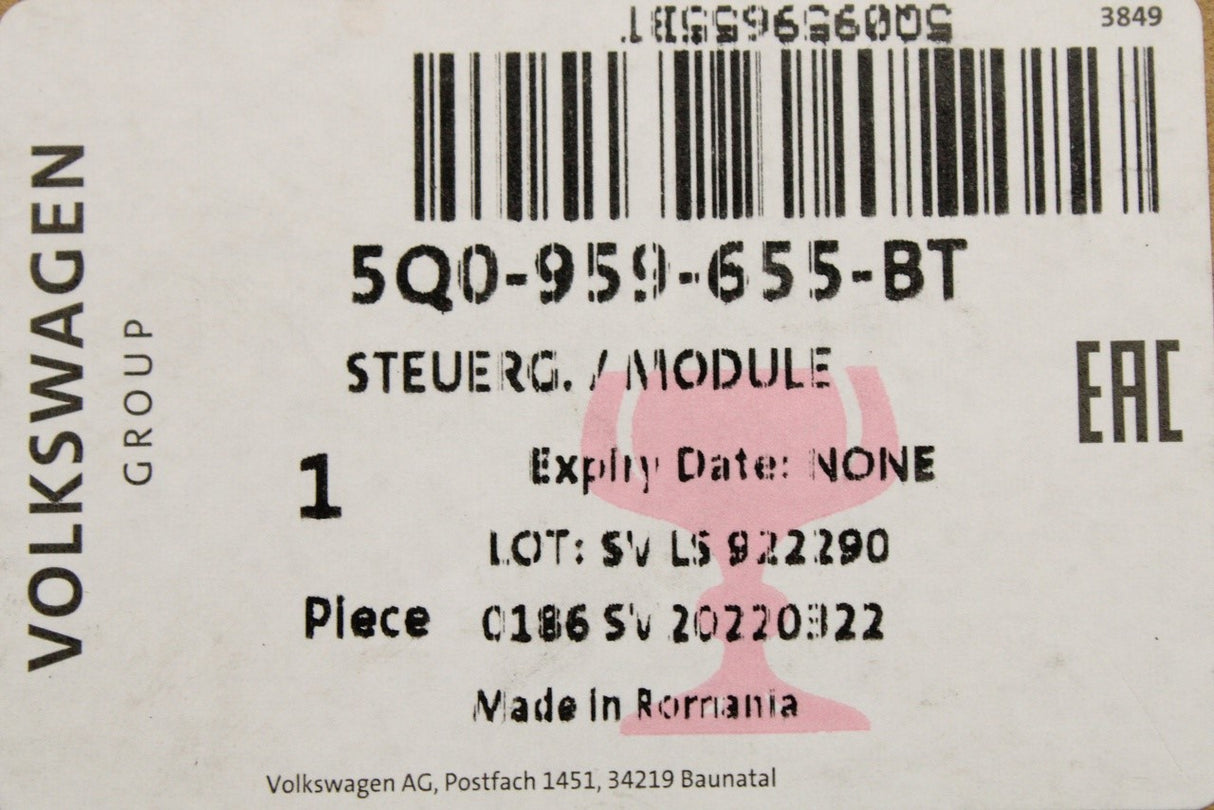 5Q0959655BT
3849
5Q0-959-655-BT
STEUERG. / MODULE
EAC
Expiry Date: NONE
1
LOT: SV LS 922290
Piece 0186 SV 20220322
Made in Romania
Volkswagen AG, Postfach 1451, 34219 Baunatal
VOLKSWAGEN
GROUP